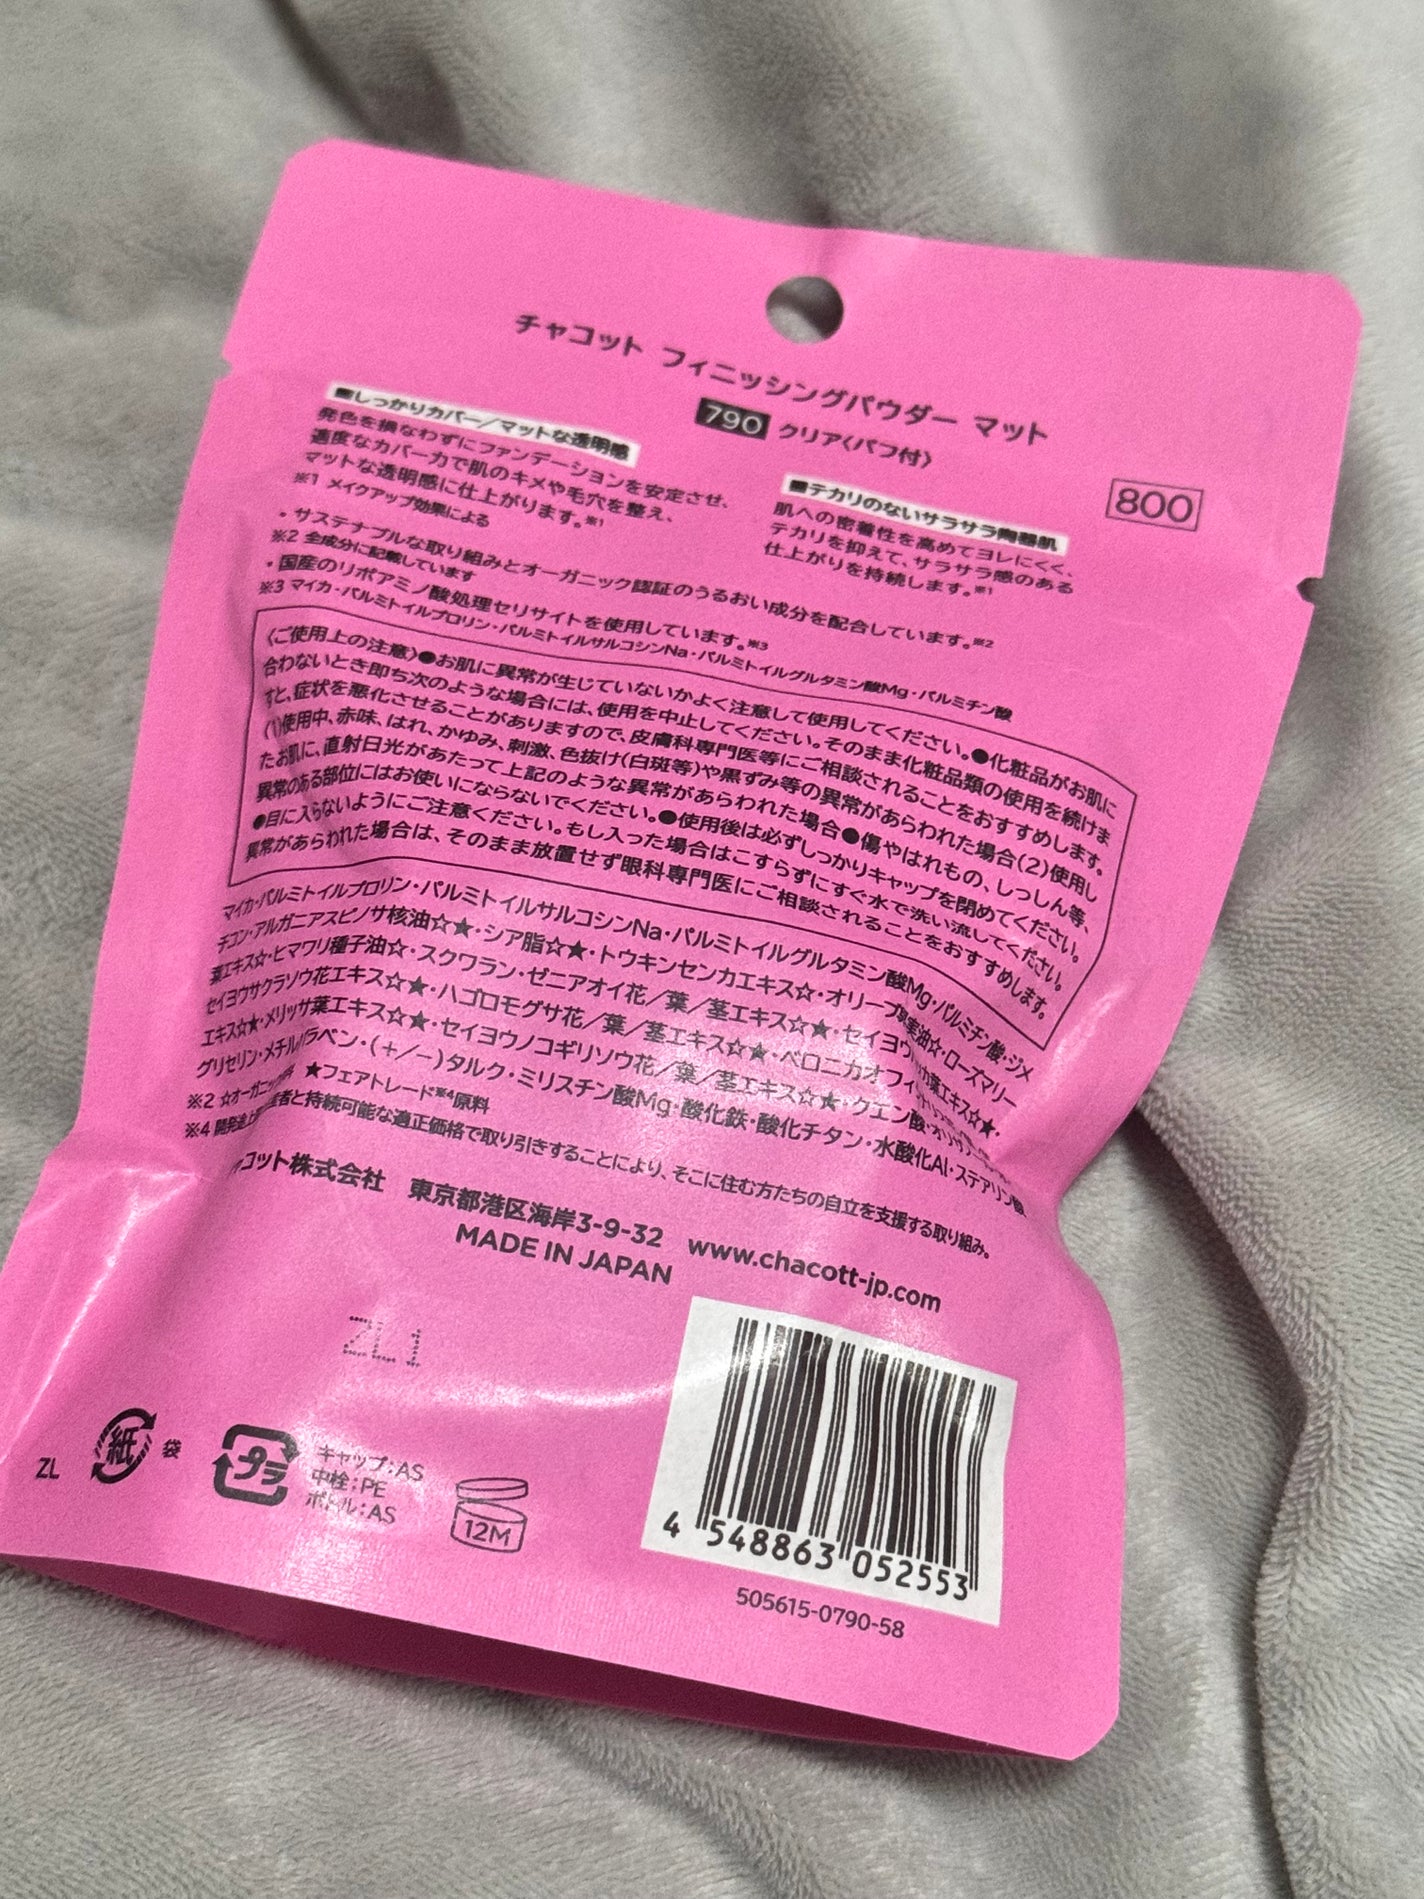 チャコット フィニッシングパウダー マット
790 クリア〈パフ付〉
800
■しっかりカバー/マットな透明感
発色を損なわずにファンデーションを安定させ、
適度なカバー力で肌のキメや毛穴を整え、
マットな透明感に仕上がります。※1
※1 メイクアップ効果による
■テカリのないサラサラ陶器肌
肌への密着性を高めてヨレにくく、
テカリを抑えて、サラサラ感のある
仕上がりを持続します。※1
・サステナブルな取り組みとオーガニック認証のうるおい成分を配合しています。※2
※2 全成分に記載しています
・国産のリポアミノ酸処理セリサイトを使用しています。※3
※3 マイカ・パルミトイルプロリン・パルミトイルサルコシンNa・パルミトイルグルタミン酸Mg・パルミチン酸
〈ご使用上の注意〉●お肌に異常が生じていないかよく注意して使用してください。●化粧品がお肌に
合わないとき即ち次のような場合には、使用を中止してください。そのまま化粧品類の使用を続けま
すと、症状を悪化させることがありますので、皮膚科専門医等にご相談されることをおすすめします。
(1)使用中、赤味、はれ、かゆみ、刺激、色抜け(白斑等)や黒ずみ等の異常があらわれた場合(2)使用し
たお肌に、直射日光があたって上記のような異常があらわれた場合●傷やはれもの、しっしん等、
異常のある部位にはお使いにならないでください。●使用後は必ずしっかりキャップを閉めてください。
●目に入らないようにご注意ください。もし入った場合はこすらずにすぐ水で洗い流してください。
異常があらわれた場合は、そのまま放置せず眼科専門医にご相談されることをおすすめします。
マイカ・パルミトイルプロリン・パルミトイルサルコシンNa・パルミトイルグルタミン酸Mg・パルミチン酸・ジメ
チコン・アルガニアスピノサ核油☆★・シア脂☆★・トウキンセンカエキス☆・オリーブ果実油☆・ローズマリー
葉エキス☆・ヒマワリ種子油☆・スクワラン・ゼニアオイ花/葉/茎エキス☆★・セイヨウ 葉エキス☆★・
セイヨウサクラソウ花エキス☆★・ハゴロモグサ花/葉/茎エキス☆★・ベロニカオフィ
エキス☆★・メリッサ葉エキス☆★・セイヨウノコギリソウ花/葉/茎エキス☆★・クエン酸・
グリセリン・メチルパラベン・(+/-)タルク・ミリスチン酸Mg・酸化鉄・酸化チタン・水酸化Al・ステアリン酸
※2 ☆オーガニック ★フェアトレード※4原料
※4 開発途上 者と持続可能な適正価格で取り引きすることにより、そこに住む方たちの自立を支援する取り組み。
チャコット株式会社 東京都港区海岸3-9-32 www.chacott-jp.com
MADE IN JAPAN
ZL1
ZL
紙 袋
プラ
キャップ:AS
中栓:PE
ボトル:AS
12M
4 548863 052553
505615-0790-58